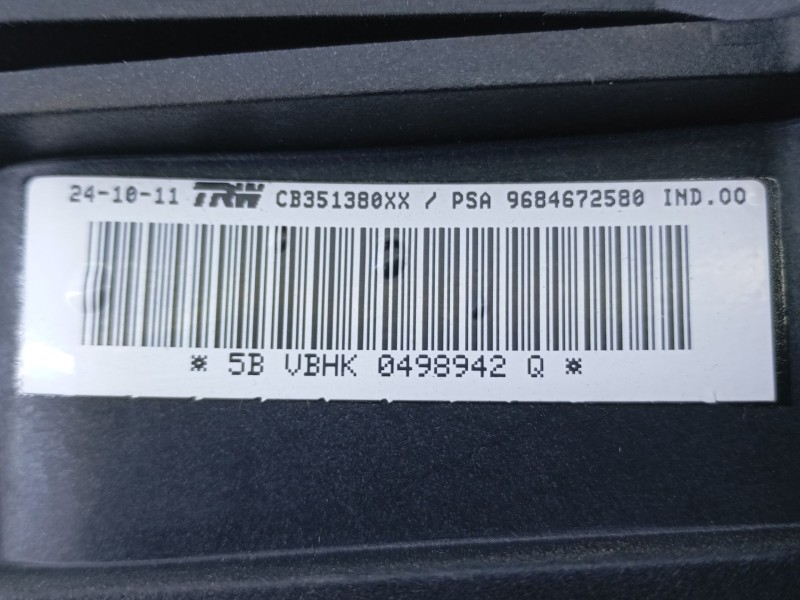 24-10-11 TRW CB351380XX / PSA 9684672580 IND.00
* 5B VBHK 0498942 Q *